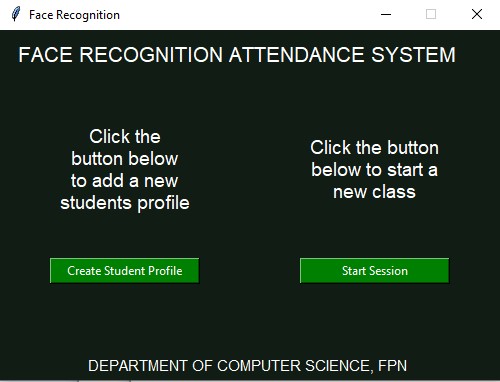 Face Recognition
FACE RECOGNITION ATTENDANCE SYSTEM
Click the
button below
to add a new
students profile
Click the button
below to start a
new class
Create Student Profile
Start Session
DEPARTMENT OF COMPUTER SCIENCE, FPN